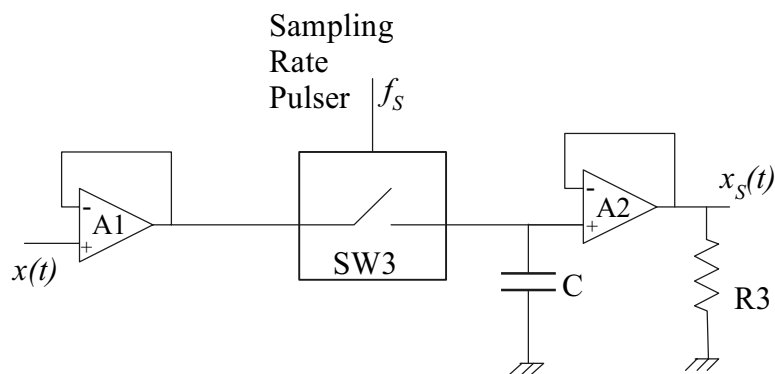 Sampling
Rate
Pulser
f_S
A1
-
+
x(t)
SW3
C
A2
-
+
x_S(t)
R3